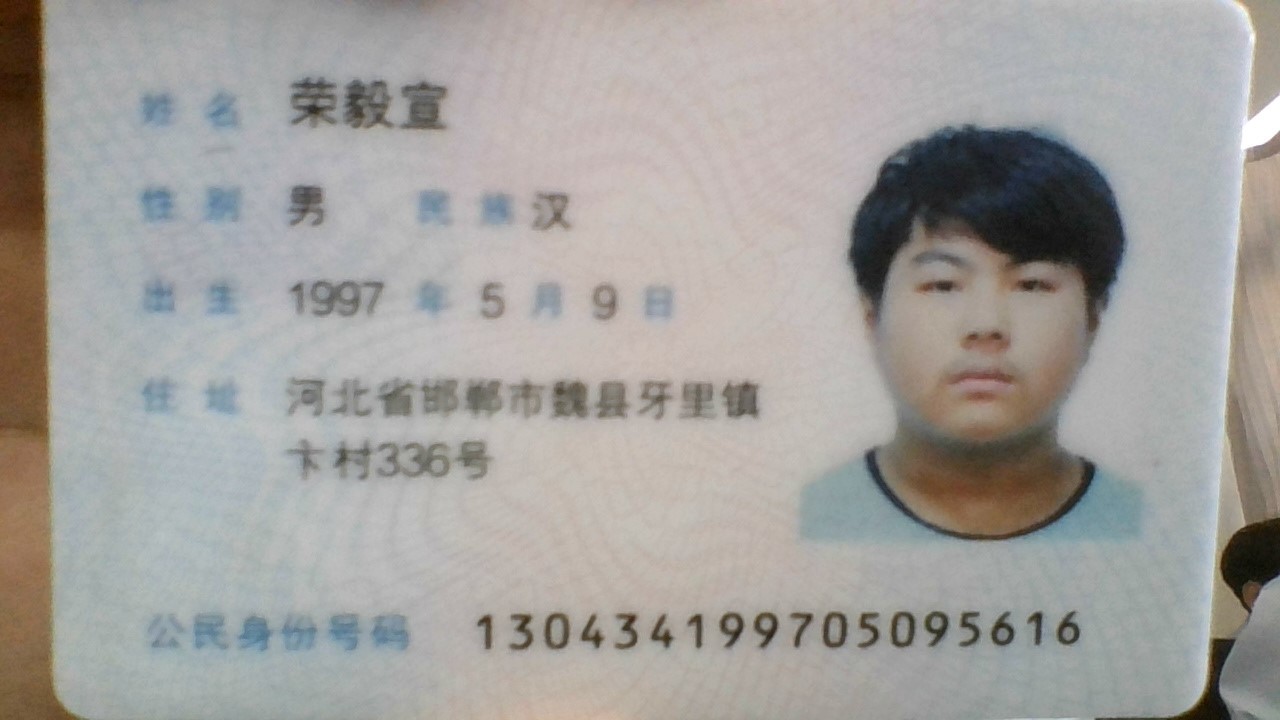 姓名 荣毅宣
性别 男 民族 汉
出生 1997 年 5 月 9 日
住址 河北省邯郸市魏县牙里镇
卞村336号
公民身份号码 130434199705095616